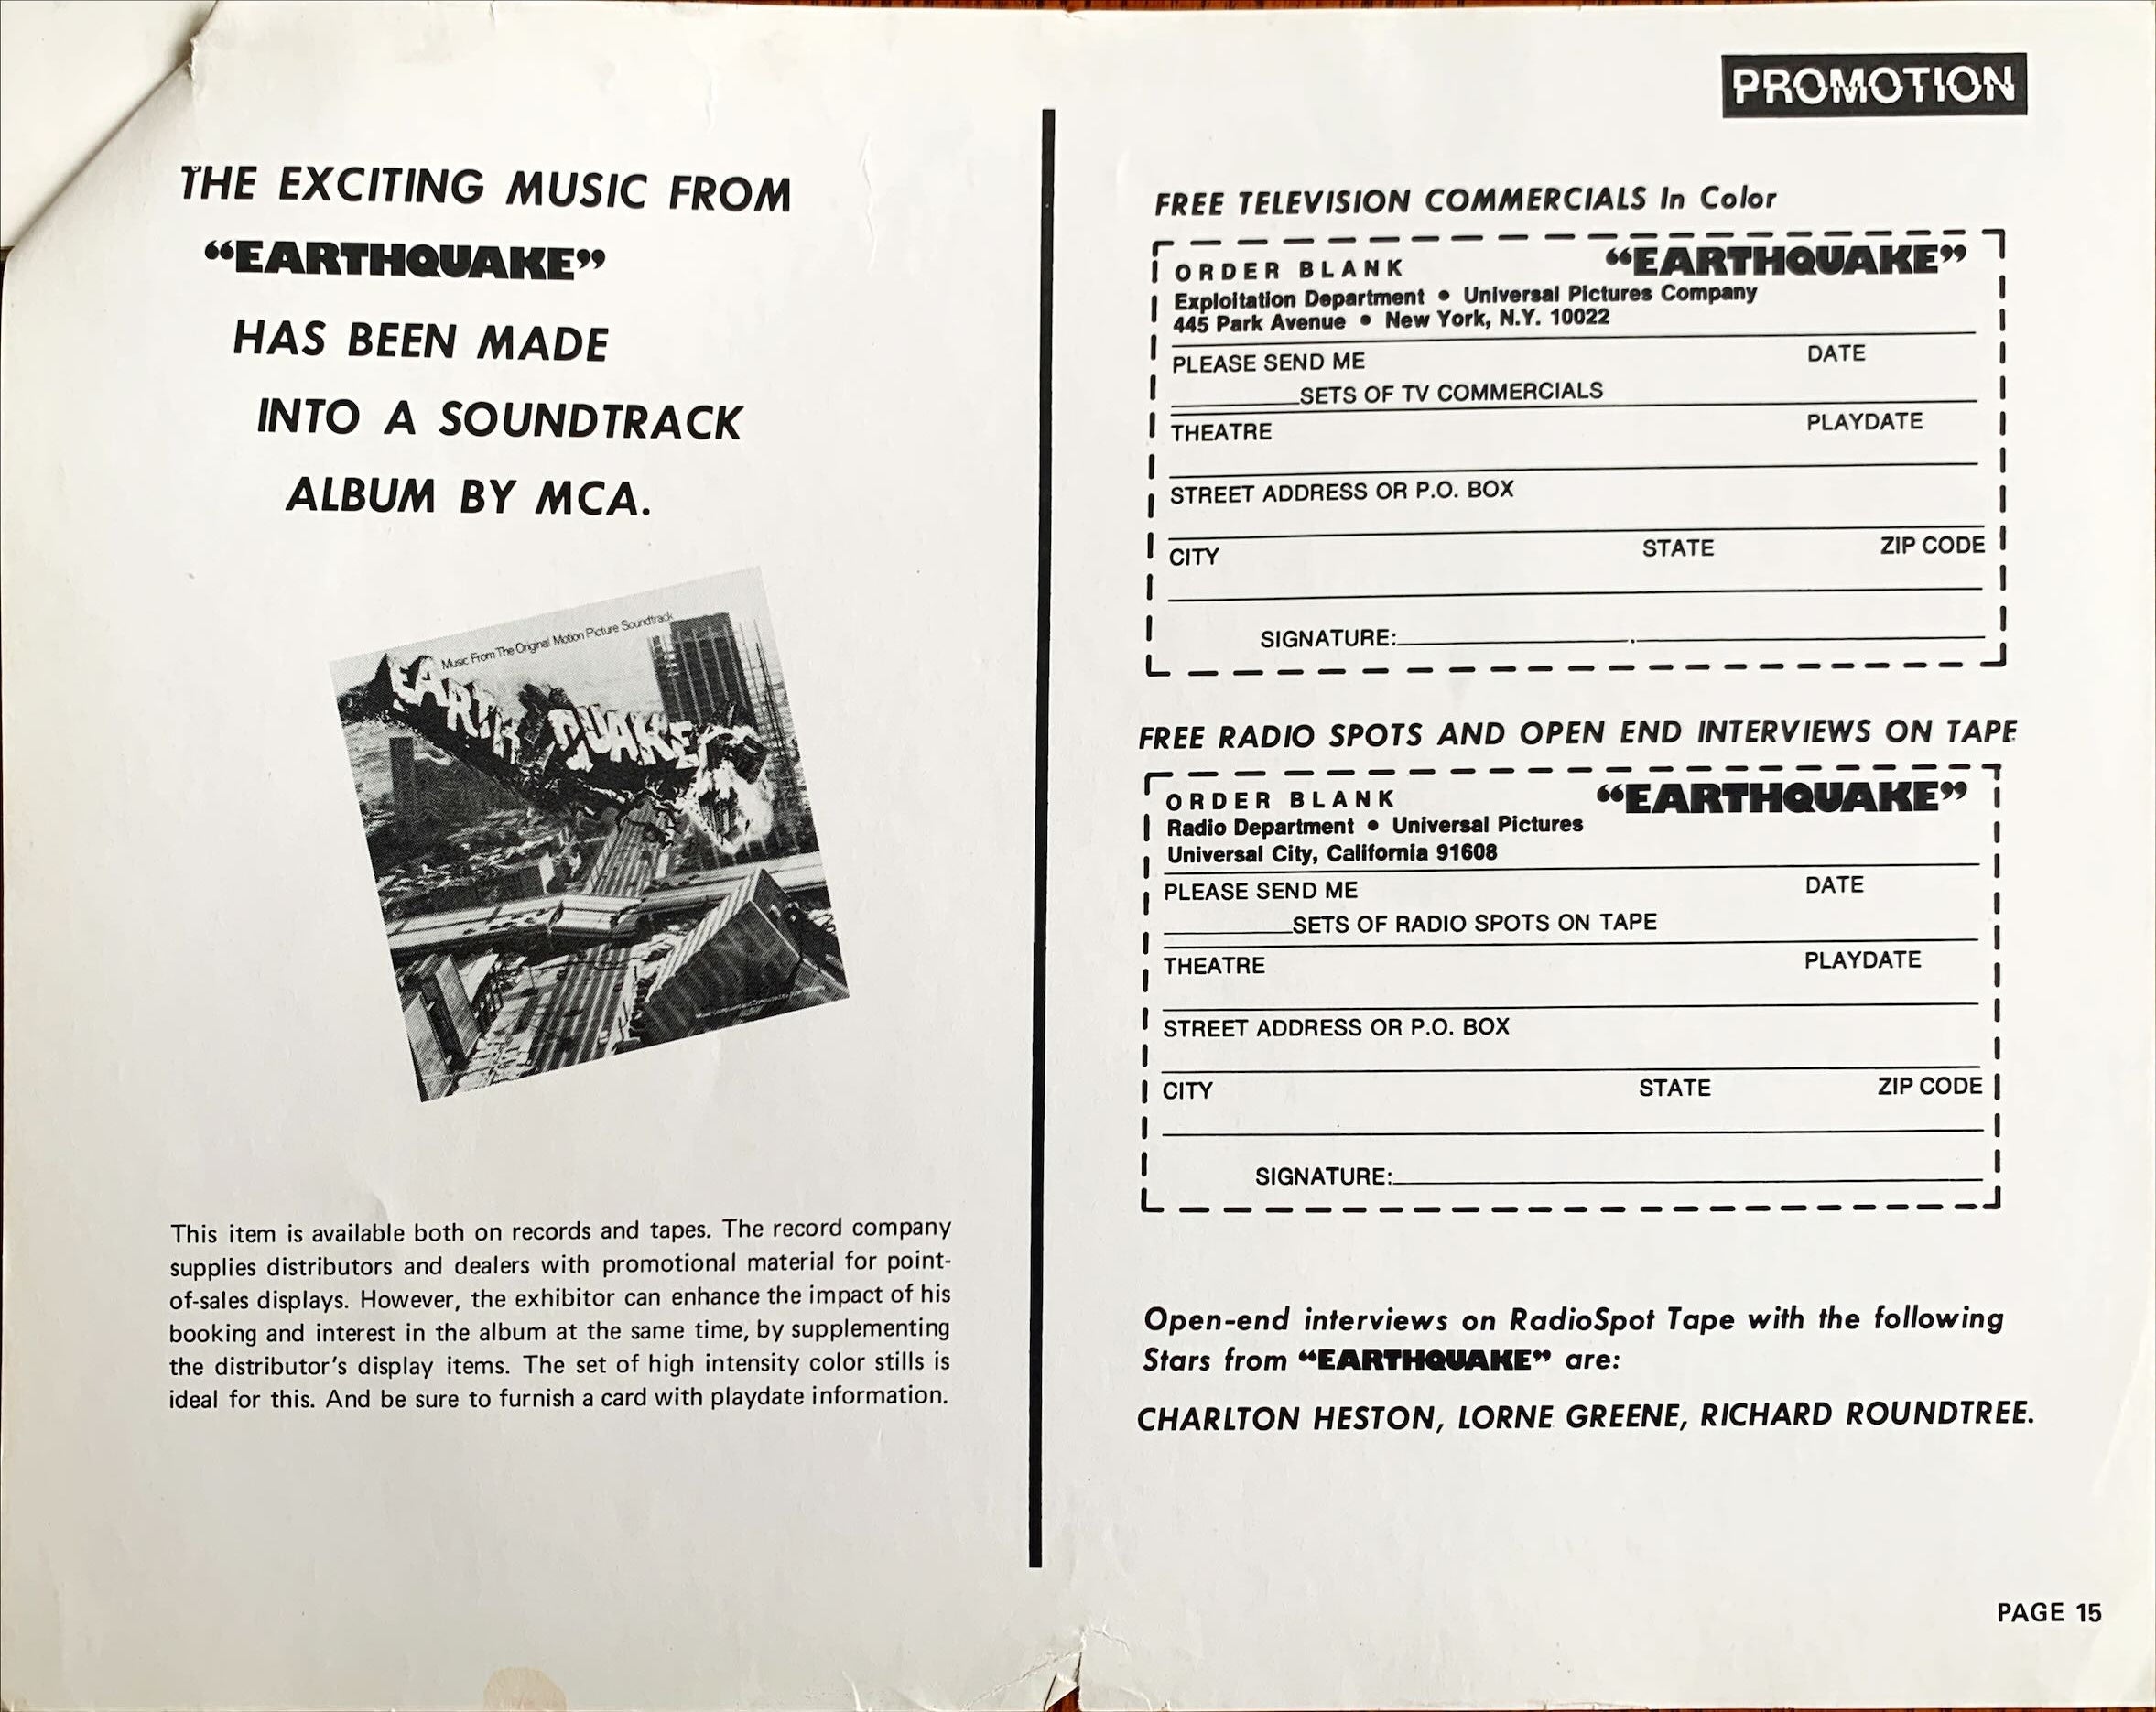 PROMOTION
THE EXCITING MUSIC FROM
“EARTHQUAKE”
HAS BEEN MADE
INTO A SOUNDTRACK
ALBUM BY MCA.
Music From The Original Motion Picture Soundtrack
EARTHQUAKE
This item is available both on records and tapes. The record company
supplies distributors and dealers with promotional material for point-
of-sales displays. However, the exhibitor can enhance the impact of his
booking and interest in the album at the same time, by supplementing
the distributor's display items. The set of high intensity color stills is
ideal for this. And be sure to furnish a card with playdate information.
FREE TELEVISION COMMERCIALS In Color
ORDER BLANK “EARTHQUAKE”
Exploitation Department • Universal Pictures Company
445 Park Avenue • New York, N.Y. 10022
PLEASE SEND ME DATE
SETS OF TV COMMERCIALS
THEATRE PLAYDATE
STREET ADDRESS OR P.O. BOX
CITY STATE ZIP CODE
SIGNATURE:
FREE RADIO SPOTS AND OPEN END INTERVIEWS ON TAPE
ORDER BLANK “EARTHQUAKE”
Radio Department • Universal Pictures
Universal City, California 91608
PLEASE SEND ME DATE
SETS OF RADIO SPOTS ON TAPE
THEATRE PLAYDATE
STREET ADDRESS OR P.O. BOX
CITY STATE ZIP CODE
SIGNATURE:
Open-end interviews on RadioSpot Tape with the following
Stars from “EARTHQUAKE” are:
CHARLTON HESTON, LORNE GREENE, RICHARD ROUNDTREE.
PAGE 15